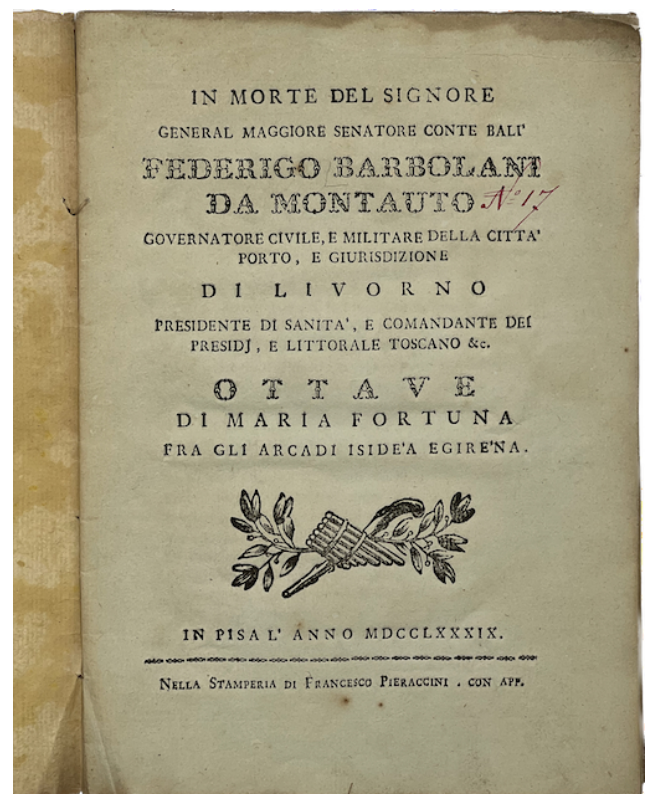 IN MORTE DEL SIGNORE
GENERAL MAGGIORE SENATORE CONTE BALI'
FEDERIGO BARBOLANI
DA MONTAUTO No 17
GOVERNATORE CIVILE, E MILITARE DELLA CITTA'
PORTO, E GIURISDIZIONE
DI LIVORNO
PRESIDENTE DI SANITA', E COMANDANTE DEI
PRESIDJ, E LITTORALE TOSCANO &c.
OTTAVE
DI MARIA FORTUNA
FRA GLI ARCADI ISIDE'A EGIRE'NA.
IN PISA L' ANNO MDCCLXXXIX.
NELLA STAMPERIA DI FRANCESCO PIERACCINI . CON APP.